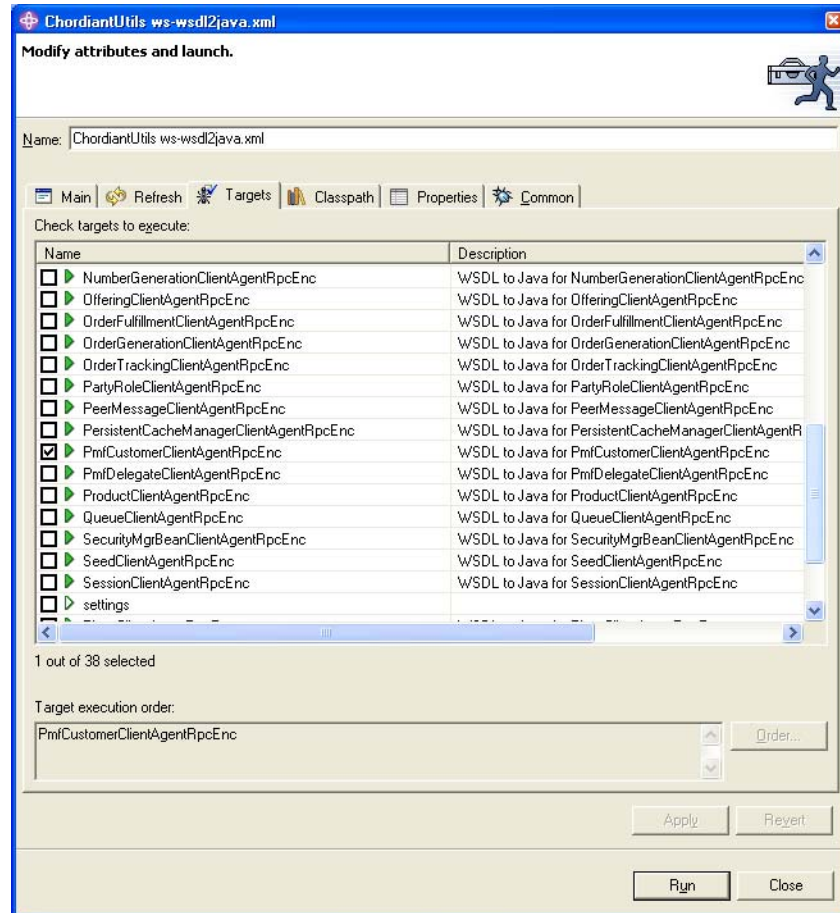 ChordiantUtils ws-wsdl2java.xml
Modify attributes and launch.
Name: ChordiantUtils ws-wsdl2java.xml
Main Refresh Targets Classpath Properties Common
Check targets to execute:
Name Description
NumberGenerationClientAgentRpcEnc WSDL to Java for NumberGenerationClientAgentRpcEnc
OfferingClientAgentRpcEnc WSDL to Java for OfferingClientAgentRpcEnc
OrderFulfillmentClientAgentRpcEnc WSDL to Java for OrderFulfillmentClientAgentRpcEnc
OrderGenerationClientAgentRpcEnc WSDL to Java for OrderGenerationClientAgentRpcEnc
OrderTrackingClientAgentRpcEnc WSDL to Java for OrderTrackingClientAgentRpcEnc
PartyRoleClientAgentRpcEnc WSDL to Java for PartyRoleClientAgentRpcEnc
PeerMessageClientAgentRpcEnc WSDL to Java for PeerMessageClientAgentRpcEnc
PersistentCacheManagerClientAgentRpcEnc WSDL to Java for PersistentCacheManagerClientAgentR
PmfCustomerClientAgentRpcEnc WSDL to Java for PmfCustomerClientAgentRpcEnc
PmfDelegateClientAgentRpcEnc WSDL to Java for PmfDelegateClientAgentRpcEnc
ProductClientAgentRpcEnc WSDL to Java for ProductClientAgentRpcEnc
QueueClientAgentRpcEnc WSDL to Java for QueueClientAgentRpcEnc
SecurityMgrBeanClientAgentRpcEnc WSDL to Java for SecurityMgrBeanClientAgentRpcEnc
SeedClientAgentRpcEnc WSDL to Java for SeedClientAgentRpcEnc
SessionClientAgentRpcEnc WSDL to Java for SessionClientAgentRpcEnc
settings
1 out of 38 selected
Target execution order:
PmfCustomerClientAgentRpcEnc
Order...
Apply Revert
Run Close